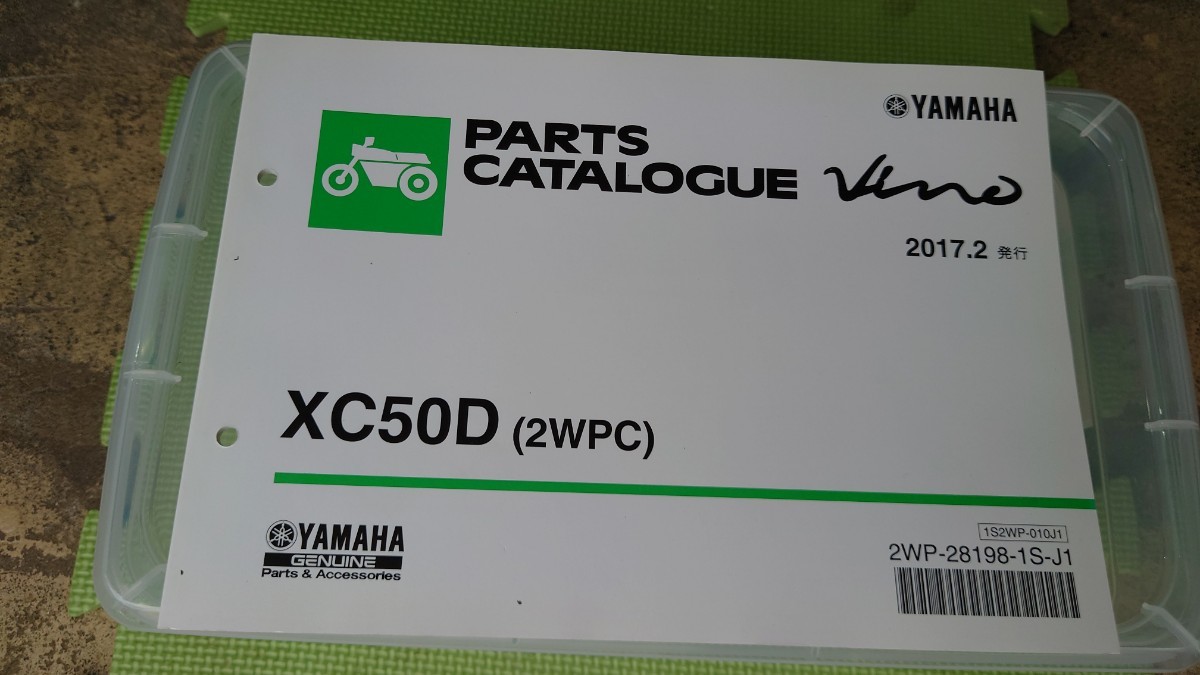 YAMAHA
PARTS
CATALOGUE Vino
2017.2 発行
XC50D (2WPC)
YAMAHA
GENUINE
Parts & Accessories
1S2WP-010J1
2WP-28198-1S-J1